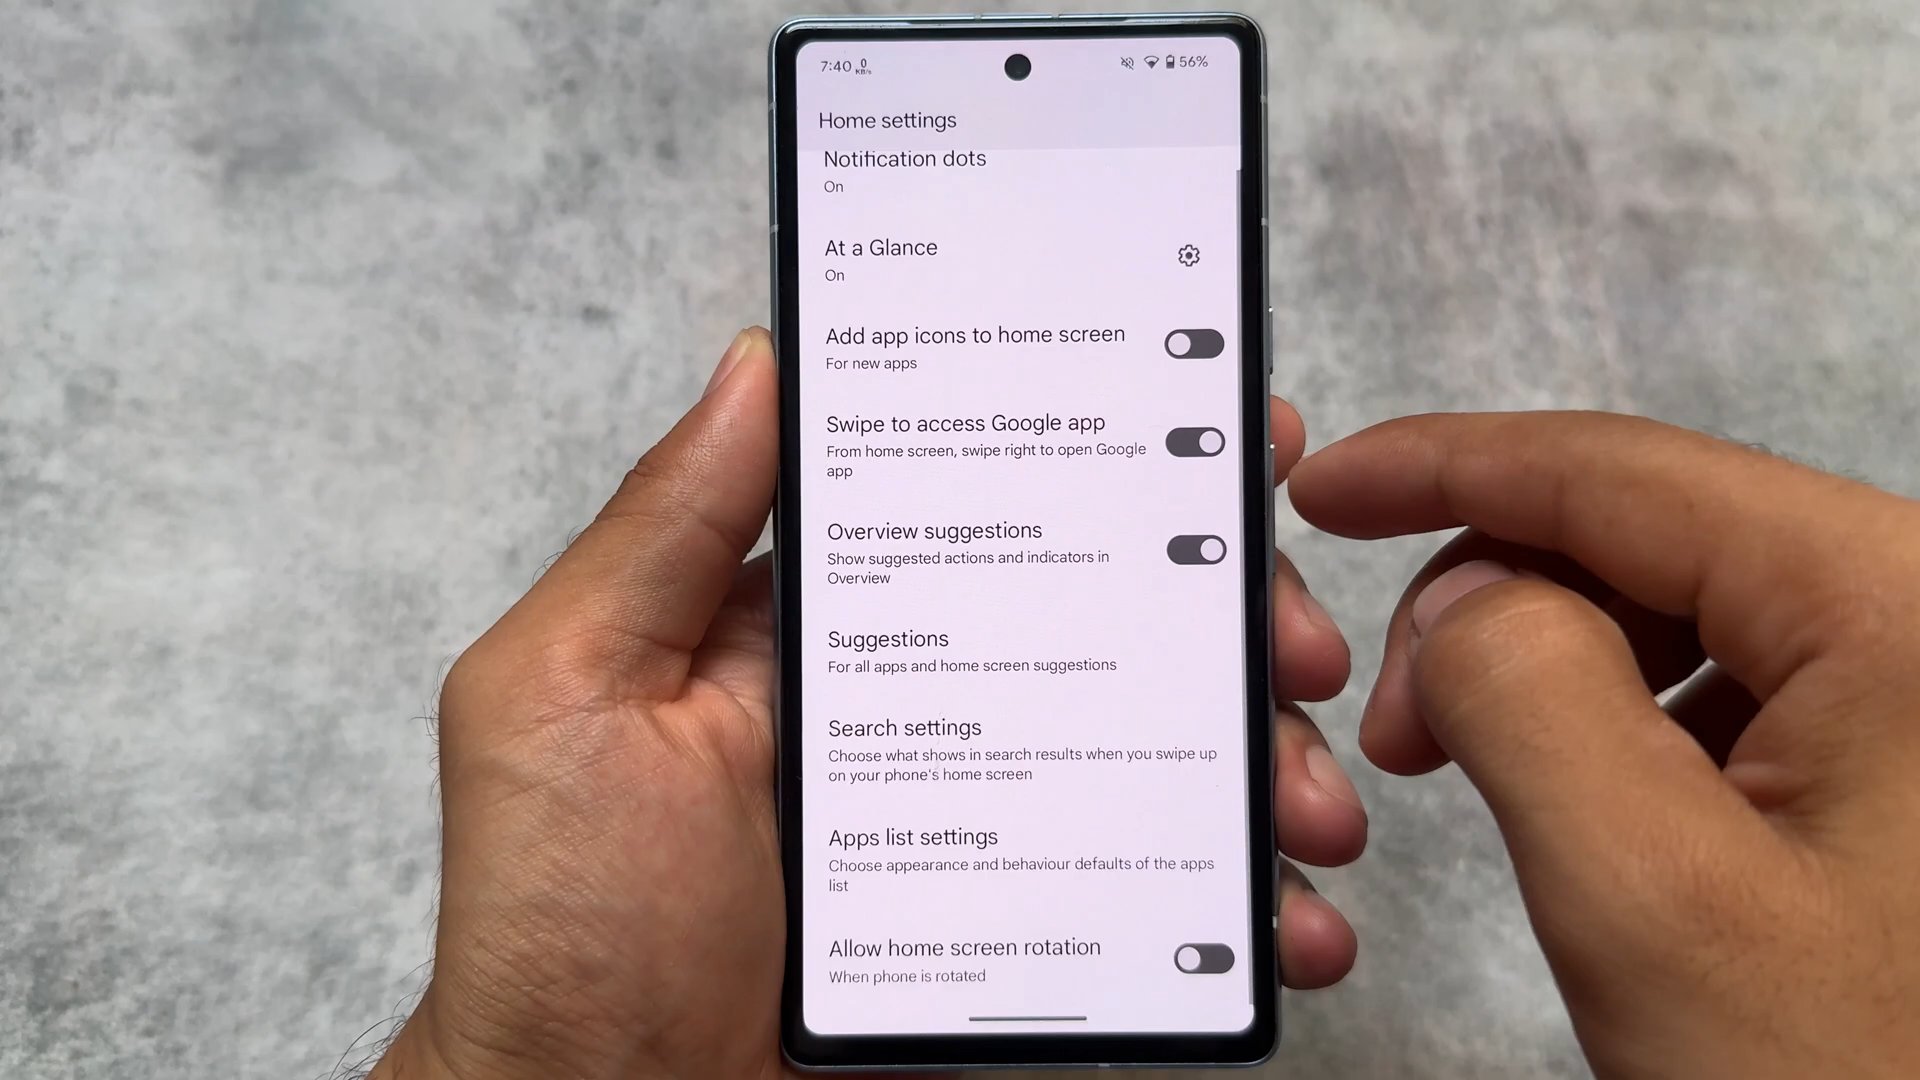 7:40 0 KB/s 56%
Home settings
Notification dots
On
At a Glance
On
Add app icons to home screen
For new apps
Swipe to access Google app
From home screen, swipe right to open Google
app
Overview suggestions
Show suggested actions and indicators in
Overview
Suggestions
For all apps and home screen suggestions
Search settings
Choose what shows in search results when you swipe up
on your phone's home screen
Apps list settings
Choose appearance and behaviour defaults of the apps
list
Allow home screen rotation
When phone is rotated